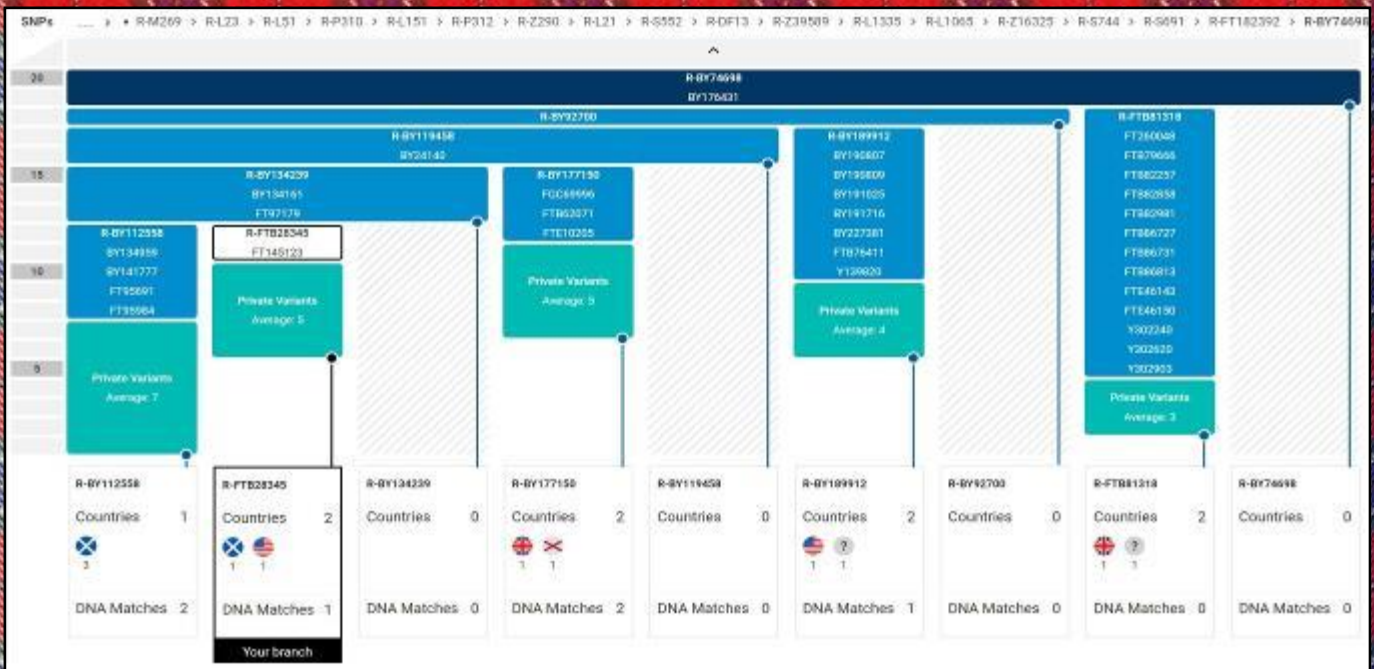 SNPs ... > • R-M269 > R-L23 > R-L51 > R-P310 > R-L151 > R-P312 > R-Z290 > R-L21 > R-S552 > R-DF13 > R-Z39589 > R-L1335 > R-L1065 > R-Z16325 > R-S744 > R-S691 > R-FT182392 > R-BY74698
20
R-BY74698
BY176431
R-BY92700
R-BY119458
BY24140
15
R-BY134239
BY134161
FT97179
R-BY112558
BY134959
BY141777
FT95691
FT95984
Private Variants
Average: 7
R-FTB28345
FT145123
Private Variants
Average: 5
R-BY177150
FGC69996
FTB62071
FTE10205
Private Variants
Average: 5
R-BY189912
BY190807
BY190809
BY191025
BY191716
BY227381
FTB76411
Y139820
Private Variants
Average: 4
R-FTB81318
FT260048
FTB79666
FTB82257
FTB82858
FTB82981
FTB86727
FTB86731
FTB86813
FTE46143
FTE46150
Y302240
Y302620
Y302903
Private Variants
Average: 3
10
5
R-BY112558
Countries 1
3
DNA Matches 2
R-FTB28345
Countries 2
1 1
DNA Matches 1
Your branch
R-BY134239
Countries 0
DNA Matches 0
R-BY177150
Countries 2
1 1
DNA Matches 2
R-BY119458
Countries 0
DNA Matches 0
R-BY189912
Countries 2
?
1 1
DNA Matches 1
R-BY92700
Countries 0
DNA Matches 0
R-FTB81318
Countries 2
?
1 1
DNA Matches 0
R-BY74698
Countries 0
DNA Matches 0